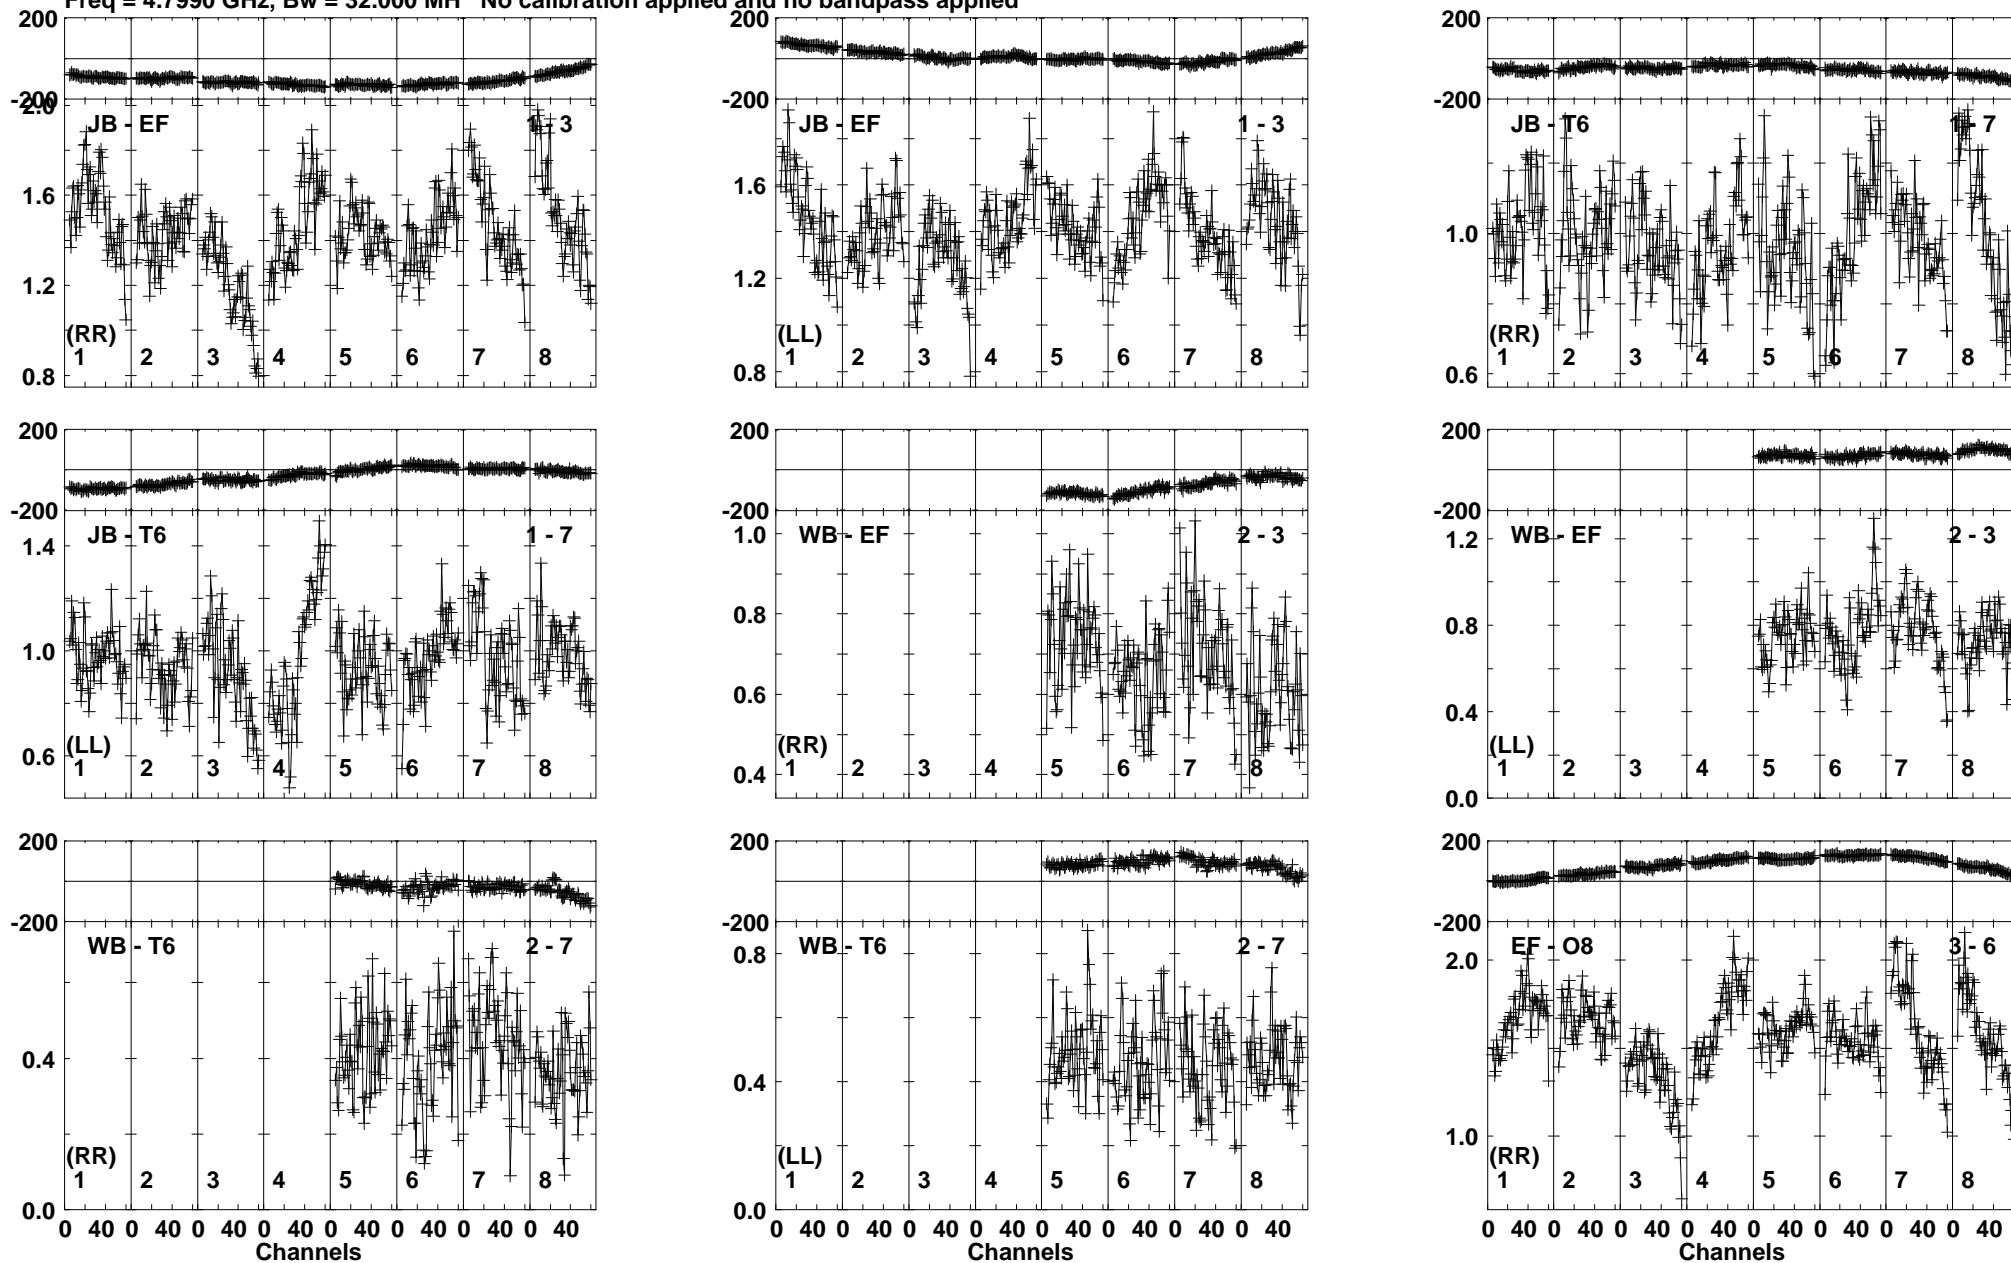 Freq = 4.7990 GHz, Bw = 32.000 MH No calibration applied and no bandpass applied
200 200 200
-200 -200 -200
2.0 JB - EF 1 - 3 JB - EF 1 - 3 JB - T6 1 - 7
1.6 1.6
1.0
1.2 1.2
(RR) (LL) (RR)
1 2 3 4 5 6 7 8 1 2 3 4 5 6 7 8 1 2 3 4 5 6 7 8
0.8 0.8 0.6
200 200 200
-200 -200 -200
JB - T6 1 - 7 WB - EF 2 - 3 WB - EF 2 - 3
1.4 1.0 1.2
1.0 0.8 0.8
0.6 0.6 0.4
(LL) (RR) (LL)
1 2 3 4 5 6 7 8 1 2 3 4 5 6 7 8 1 2 3 4 5 6 7 8
0.4 0.0
200 200 200
-200 -200 -200
WB - T6 2 - 7 WB - T6 2 - 7 EF - O8 3 - 6
0.8 2.0
0.4 0.4 1.0
(RR) (LL) (RR)
1 2 3 4 5 6 7 8 1 2 3 4 5 6 7 8 1 2 3 4 5 6 7 8
0.0 0.0
0 40 0 40 0 40 0 40 0 40 0 40 0 40 0 40 0 40 0 40 0 40 0 40 0 40 0 40 0 40 0 40 0 40 0 40 0 40 0 40 0 40 0 40 0 40 0 40
Channels Channels Channels